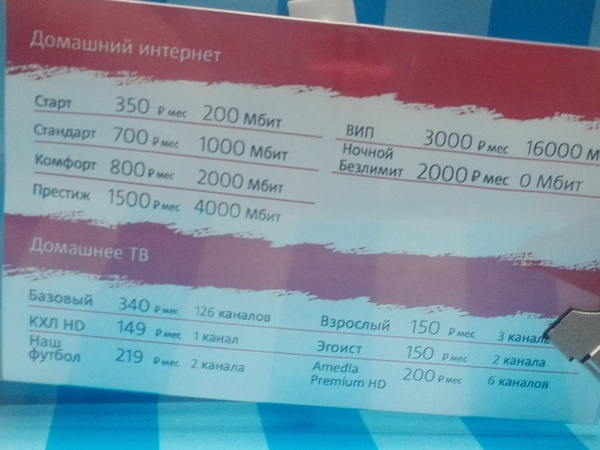 Домашний интернет
Старт 350 ₽ мес 200 Мбит
Стандарт 700 ₽ мес 1000 Мбит
Комфорт 800 ₽ мес 2000 Мбит
Престиж 1500 ₽ мес 4000 Мбит
ВИП 3000 ₽ мес 16000 М
Ночной
Безлимит 2000 ₽ мес 0 Мбит
Домашнее ТВ
Базовый 340 ₽ мес 126 каналов
КХЛ HD 149 ₽ мес 1 канал
Наш
футбол 219 ₽ мес 2 канала
Взрослый 150 ₽ мес 3 канала
Эгоист 150 ₽ мес 2 канала
Amedia
Premium HD 200 ₽ мес 6 каналов